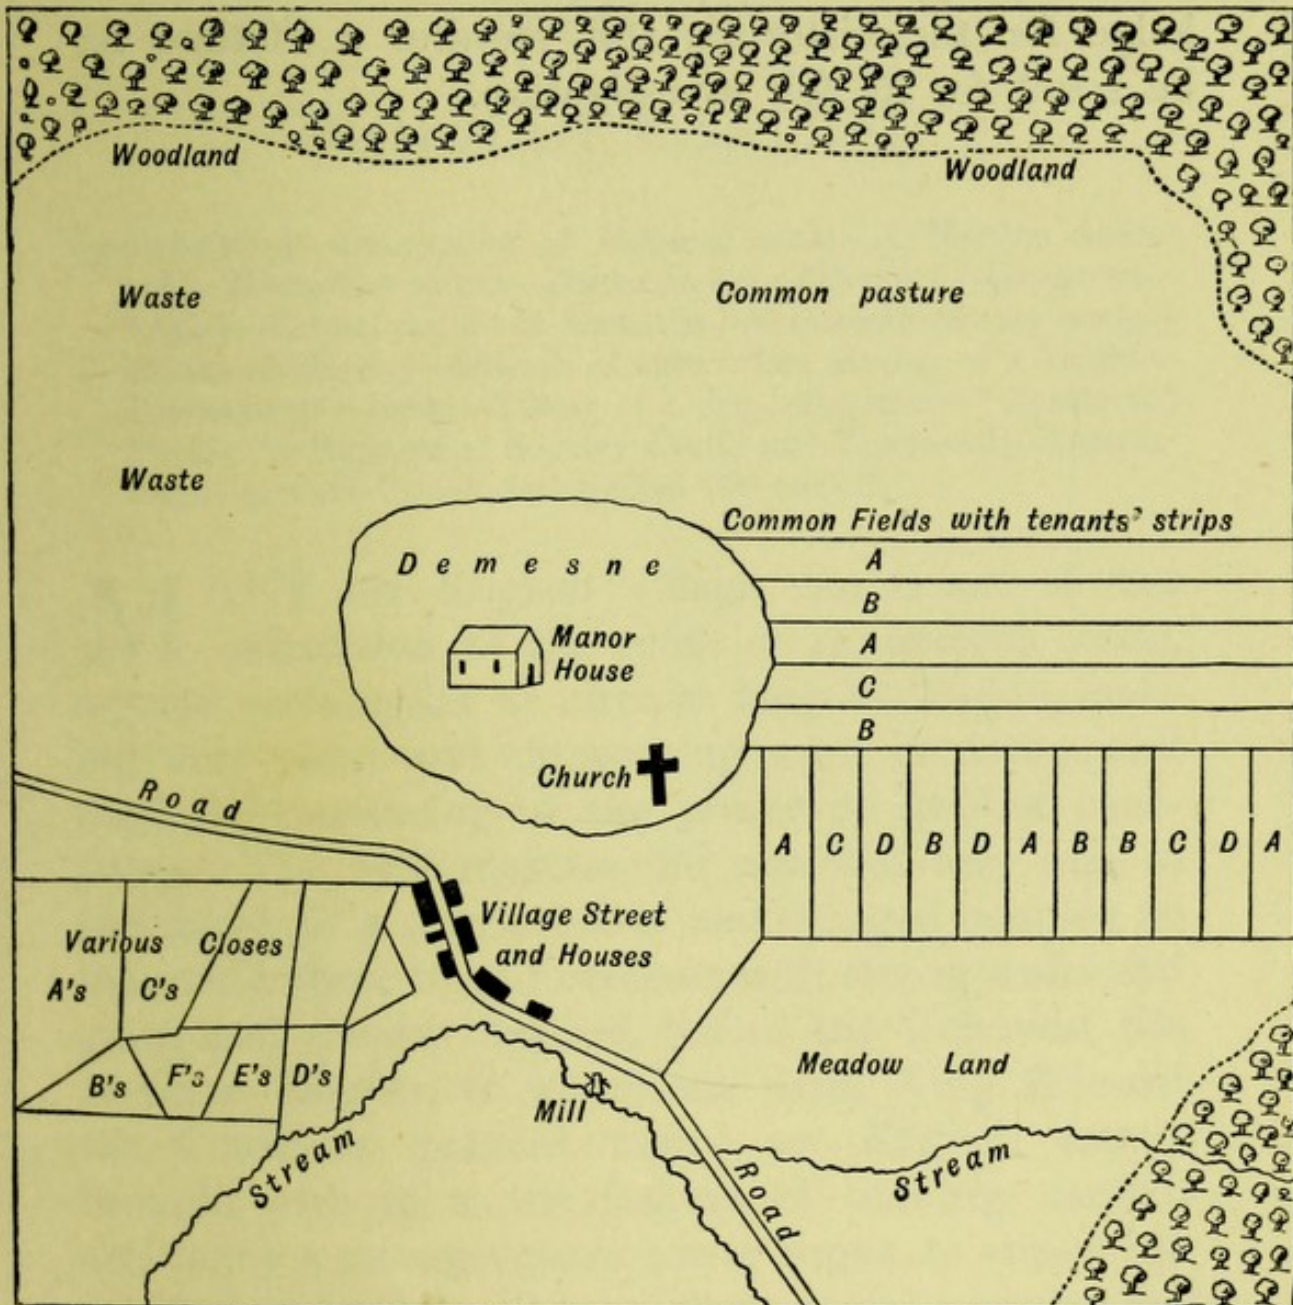 Woodland
Woodland
Waste
Common pasture
Waste
Common Fields with tenants' strips
A
B
A
C
B
Demesne
Manor
House
Church
A C D B D A B B C D A
Road
Village Street
and Houses
Various Closes
A's C's
B's F's E's D's
Meadow Land
Mill
Stream
Road
Stream